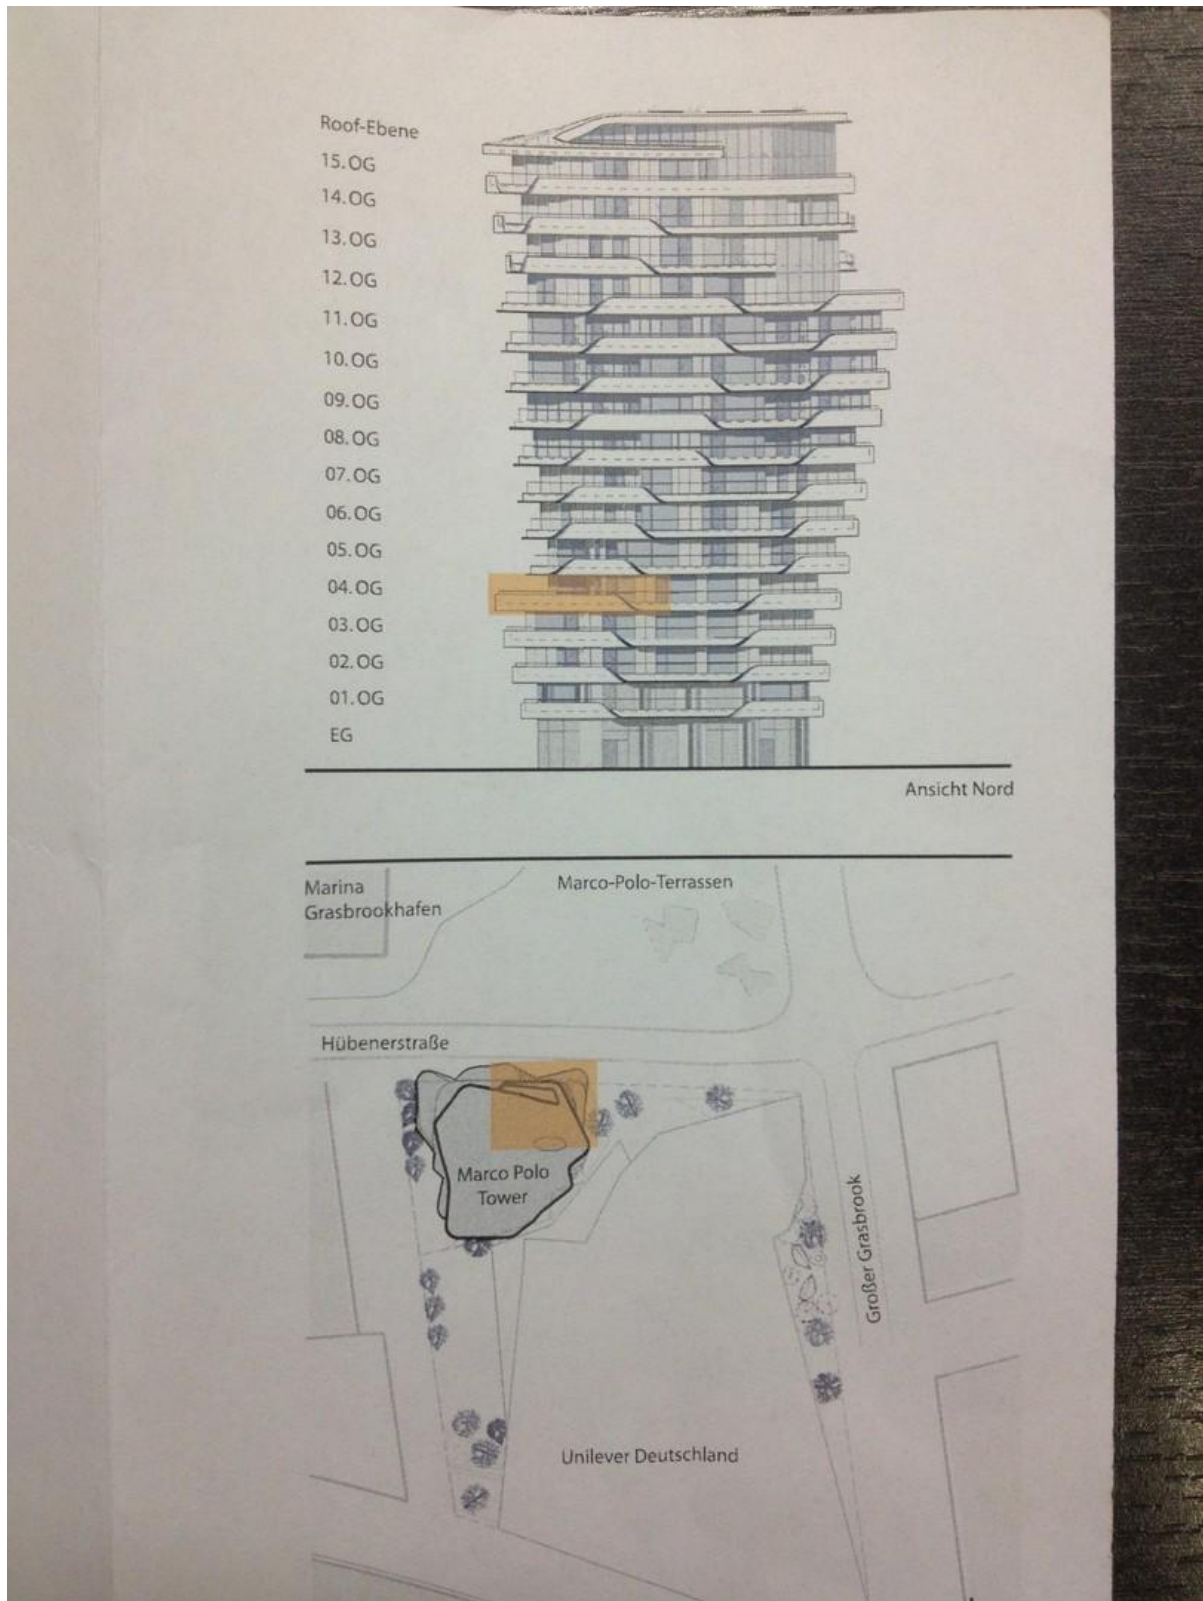 Roof-Ebene
15.OG
14.OG
13.OG
12.OG
11.OG
10.OG
09.OG
08.OG
07.OG
06.OG
05.OG
04.OG
03.OG
02.OG
01.OG
EG
Ansicht Nord
Marina
Grasbrookhafen
Marco-Polo-Terrassen
Hübenerstraße
Marco Polo
Tower
Großer Grasbrook
Unilever Deutschland